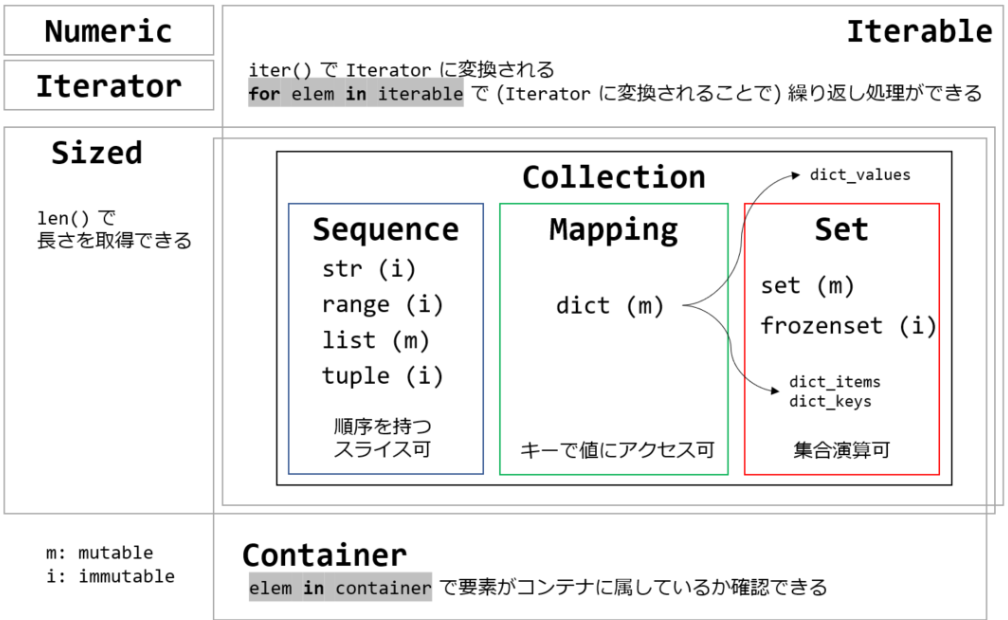 Numeric
Iterable
Iterator
iter() で Iterator に変換される
for elem in iterable で (Iterator に変換されることで) 繰り返し処理ができる
Sized
len() で
長さを取得できる
Collection
dict_values
Sequence
str (i)
range (i)
list (m)
tuple (i)
順序を持つ
スライス可
Mapping
dict (m)
キーで値にアクセス可
Set
set (m)
frozenset (i)
dict_items
dict_keys
集合演算可
m: mutable
i: immutable
Container
elem in container で要素がコンテナに属しているか確認できる